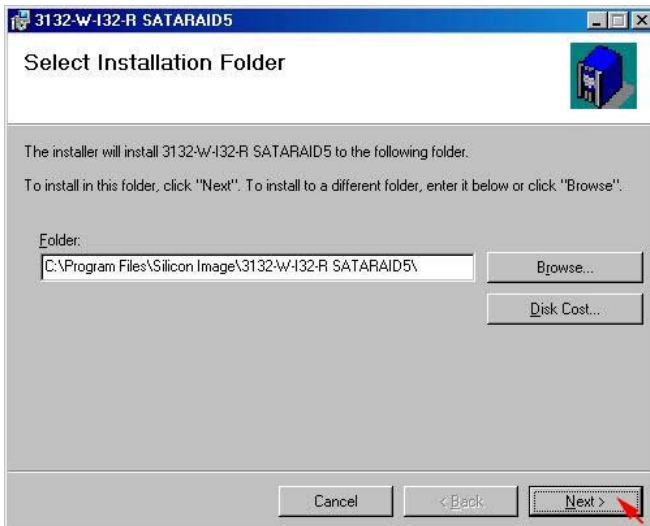 3132-W-I32-R SATARAID5
Select Installation Folder
The installer will install 3132-W-I32-R SATARAID5 to the following folder.
To install in this folder, click "Next". To install to a different folder, enter it below or click "Browse".
Folder:
C:\Program Files\Silicon Image\3132-W-I32-R SATARAID5\
Browse...
Disk Cost...
Cancel
< Back
Next >